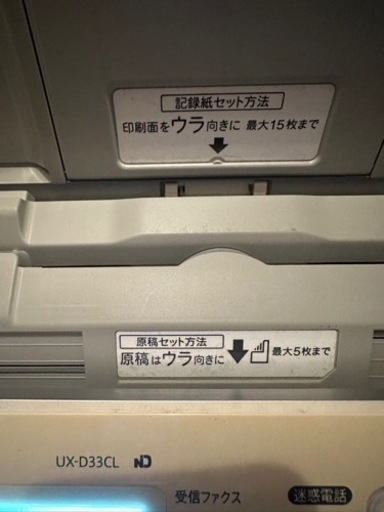 記録紙セット方法
印刷面をウラ向きに 最大15枚まで
原稿セット方法
原稿はウラ向きに 最大5枚まで
UX-D33CL ND
受信ファクス 迷惑電話